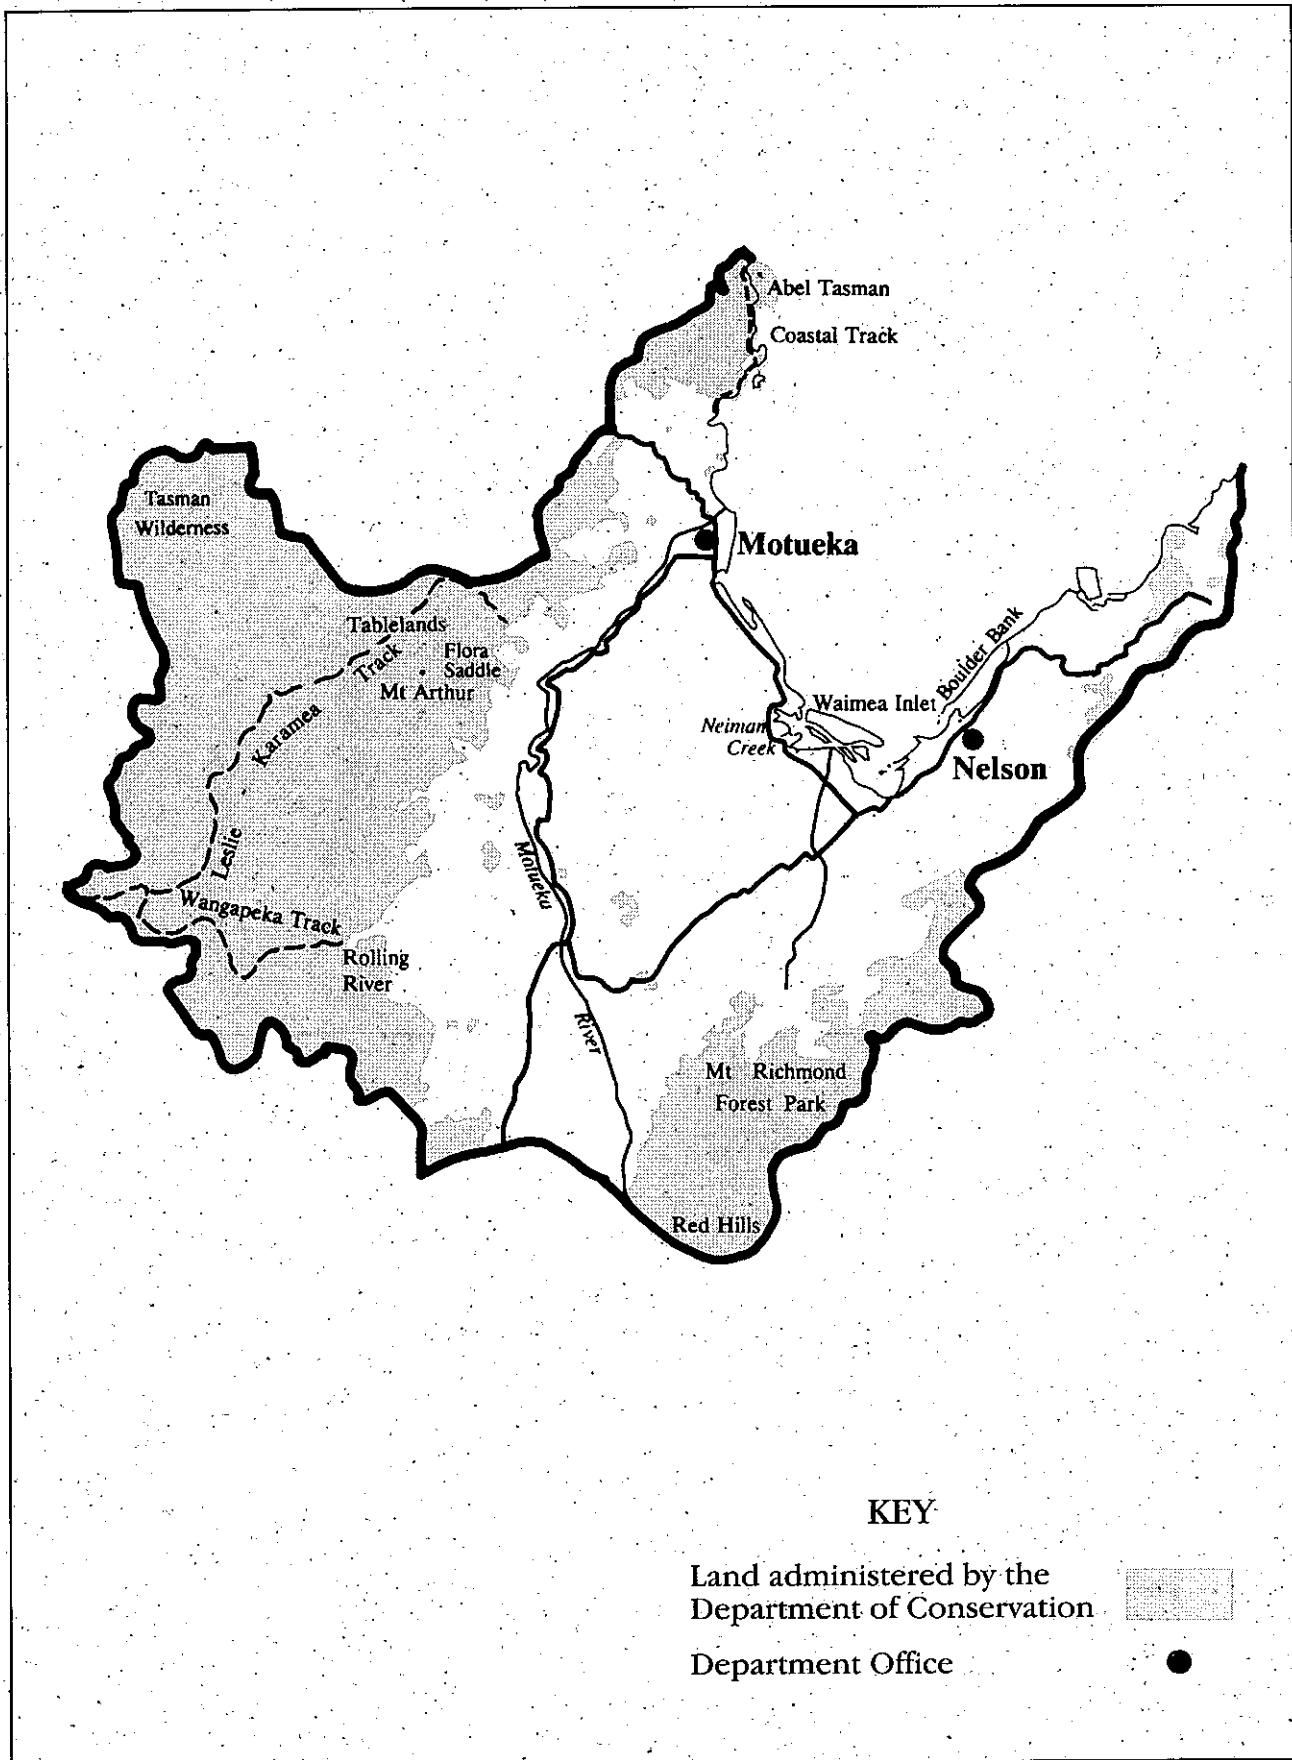 Abel Tasman
Coastal Track
Tasman
Wilderness
Motueka
Tablelands
Flora
Saddle
Track
Mt Arthur
Karamea
Leslie
Boulder Bank
Waimea Inlet
Neiman
Creek
Nelson
Motueka
River
Wangapeka Track
Rolling
River
Mt Richmond
Forest Park
Red Hills
KEY
Land administered by the
Department of Conservation
Department Office